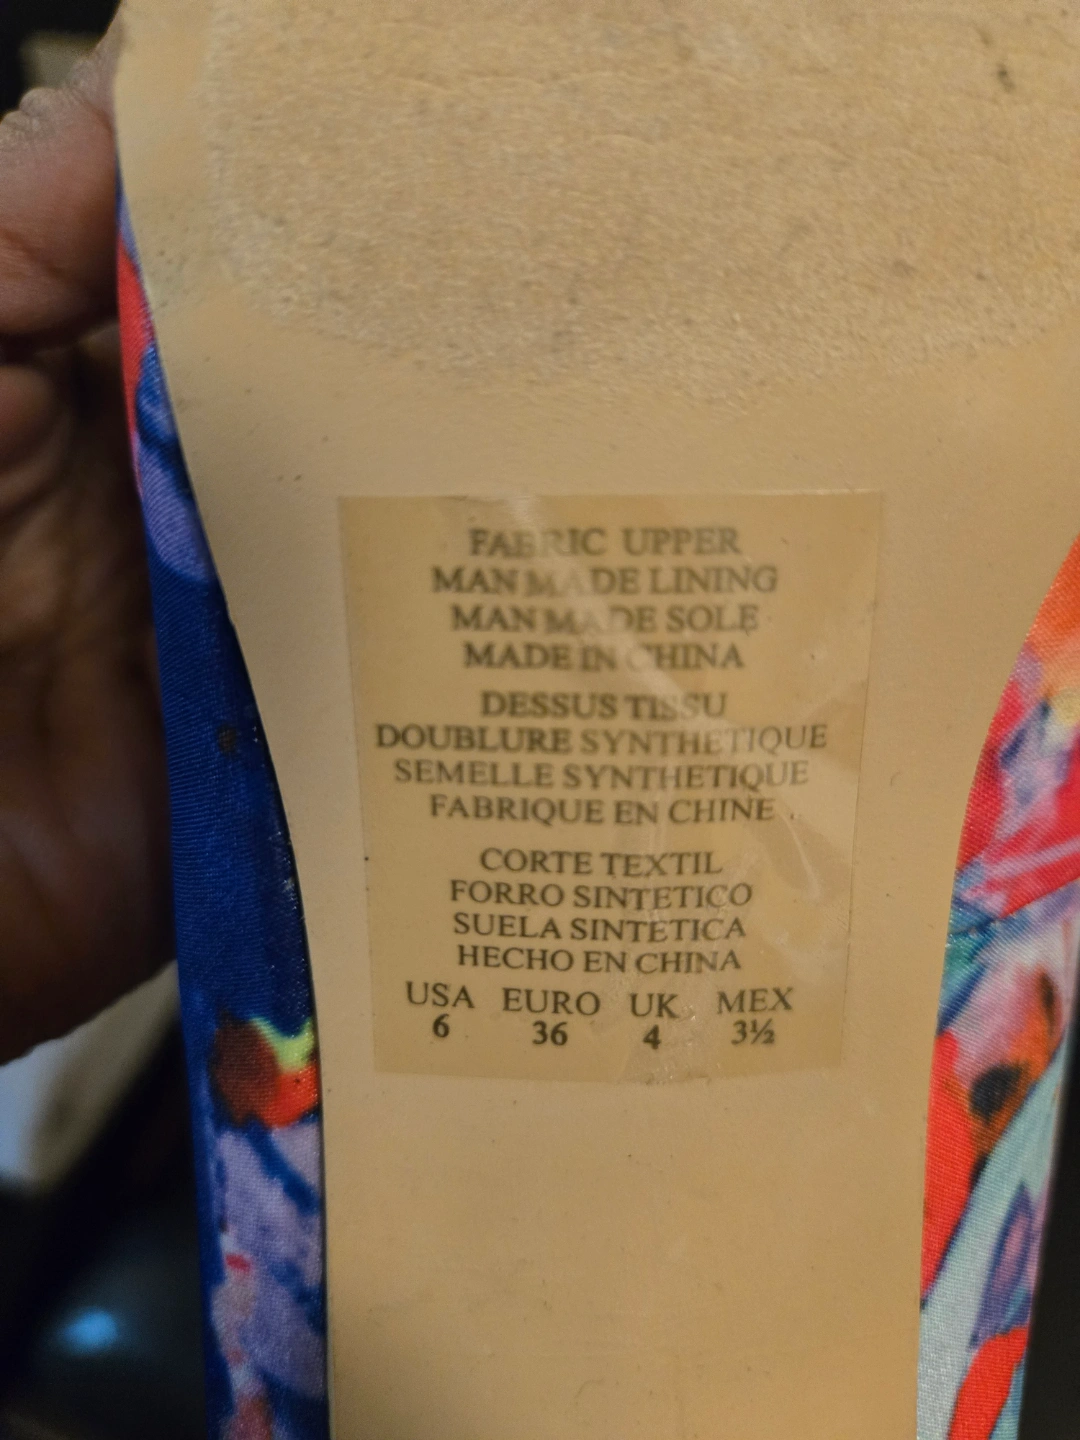 FABRIC UPPER
MAN MADE LINING
MAN MADE SOLE
MADE IN CHINA
DESSUS TISSU
DOUBLURE SYNTHETIQUE
SEMELLE SYNTHETIQUE
FABRIQUE EN CHINE
CORTE TEXTIL
FORRO SINTETICO
SUELA SINTETICA
HECHO EN CHINA
USA EURO UK MEX
6 36 4 3½